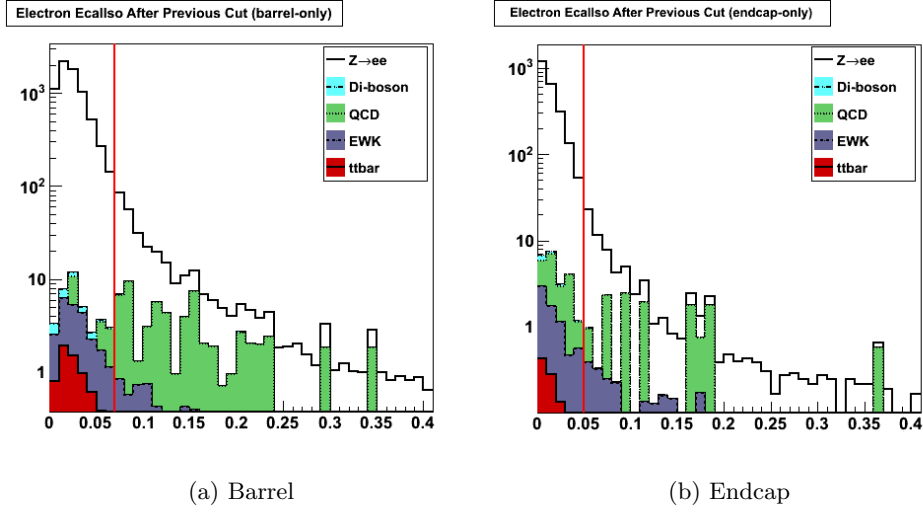 Electron EcalIso After Previous Cut (barrel-only)
Z→ee
Di-boson
QCD
EWK
ttbar
10³
10²
10
1
0 0.05 0.1 0.15 0.2 0.25 0.3 0.35 0.4
(a) Barrel
Electron EcalIso After Previous Cut (endcap-only)
Z→ee
Di-boson
QCD
EWK
ttbar
10³
10²
10
1
0 0.05 0.1 0.15 0.2 0.25 0.3 0.35 0.4
(b) Endcap